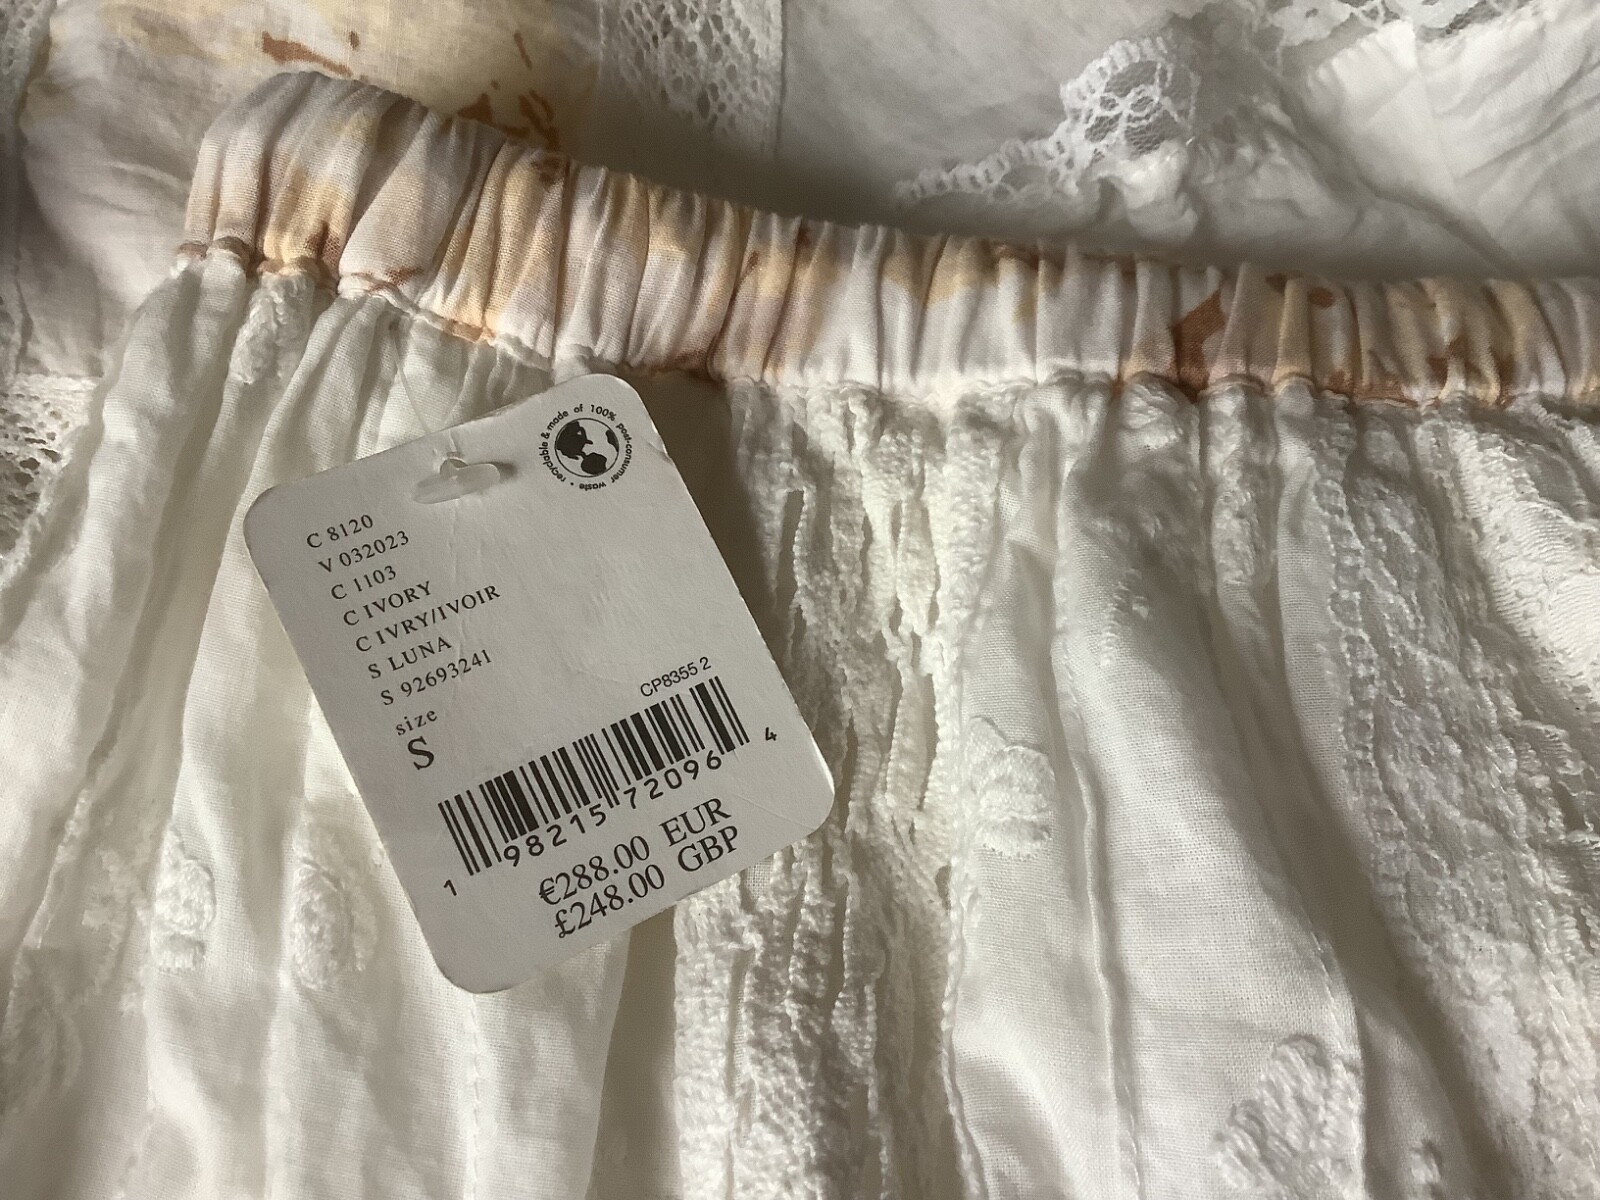 recyclable & made of 100% post-consumer waste •
C 8120
V 032023
C 1103
C IVORY
C IVRY/IVOIR
S LUNA
S 92693241
size
S
CP8355 2
1 98215 72096 4
€288.00 EUR
£248.00 GBP